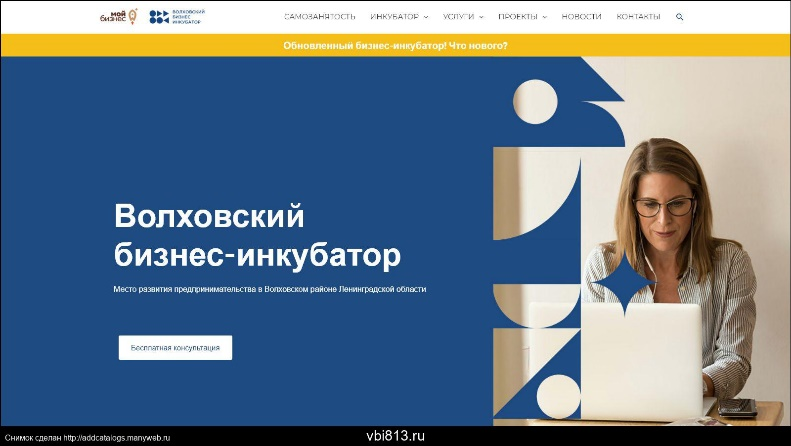 мой бизнес
ВОЛХОВСКИЙ
БИЗНЕС
ИНКУБАТОР
САМОЗАНЯТОСТЬ ИНКУБАТОР УСЛУГИ ПРОЕКТЫ НОВОСТИ КОНТАКТЫ
Обновленный бизнес-инкубатор! Что нового?
Волховский
бизнес-инкубатор
Место развития предпринимательства в Волховском районе Ленинградской области
Бесплатная консультация
Снимок сделан http://addcatalogs.manyweb.ru
vbi813.ru